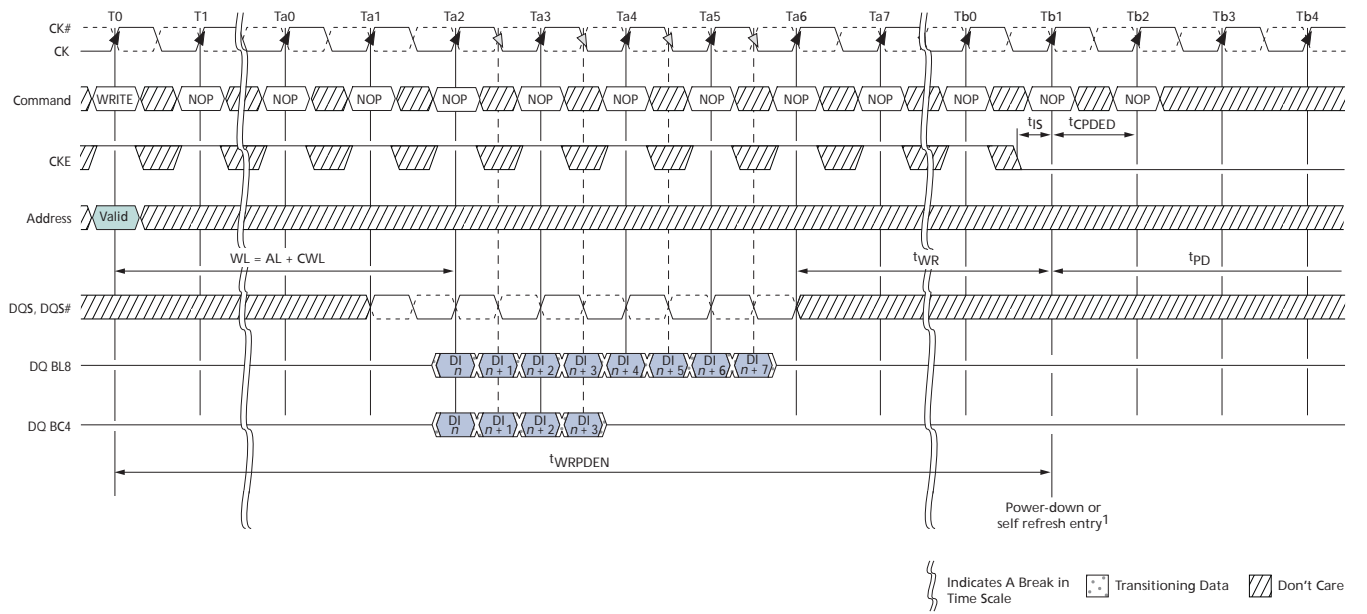 T0 T1 Ta0 Ta1 Ta2 Ta3 Ta4 Ta5 Ta6 Ta7 Tb0 Tb1 Tb2 Tb3 Tb4
CK#
CK
Command WRITE NOP NOP NOP NOP NOP NOP NOP NOP NOP NOP NOP NOP
tIS tCPDED
CKE
Address Valid
WL = AL + CWL tWR tPD
DQS, DQS#
DQ BL8 DI n DI n + 1 DI n + 2 DI n + 3 DI n + 4 DI n + 5 DI n + 6 DI n + 7
DQ BC4 DI n DI n + 1 DI n + 2 DI n + 3
tWRPDEN
Power-down or
self refresh entry1
Indicates A Break in
Time Scale
Transitioning Data
Don't Care